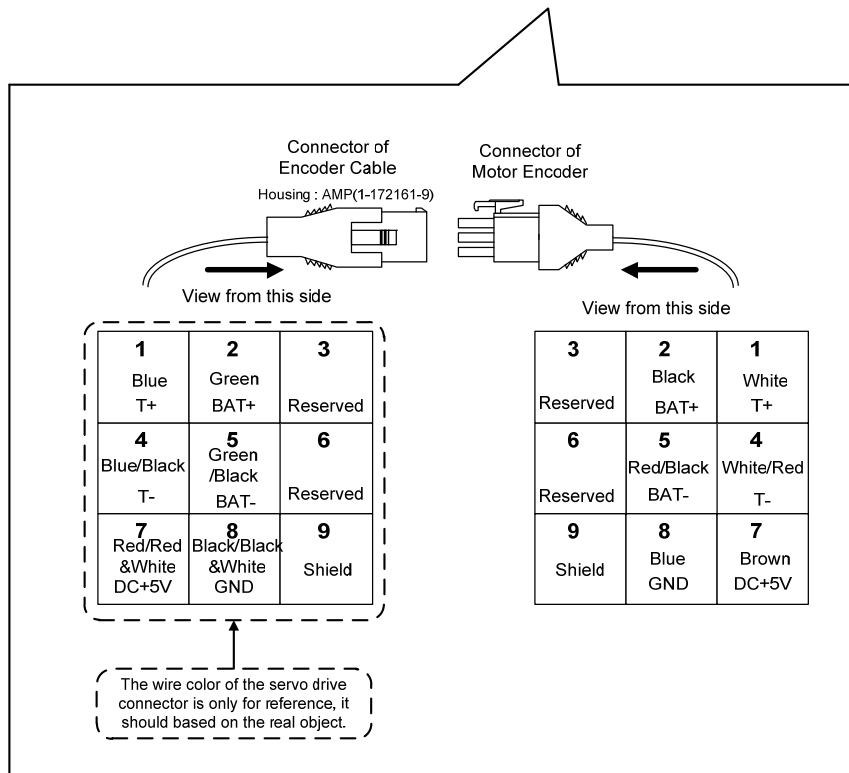 Connector of
Encoder Cable
Housing : AMP(1-172161-9)
Connector of
Motor Encoder
View from this side
View from this side
1
Blue
T+
2
Green
BAT+
3
Reserved
4
Blue/Black
T-
5
Green
/Black
BAT-
6
Reserved
7
Red/Red
&White
DC+5V
8
Black/Black
&White
GND
9
Shield
3
Reserved
2
Black
BAT+
1
White
T+
6
Reserved
5
Red/Black
BAT-
4
White/Red
T-
9
Shield
8
Blue
GND
7
Brown
DC+5V
The wire color of the servo drive
connector is only for reference, it
should based on the real object.